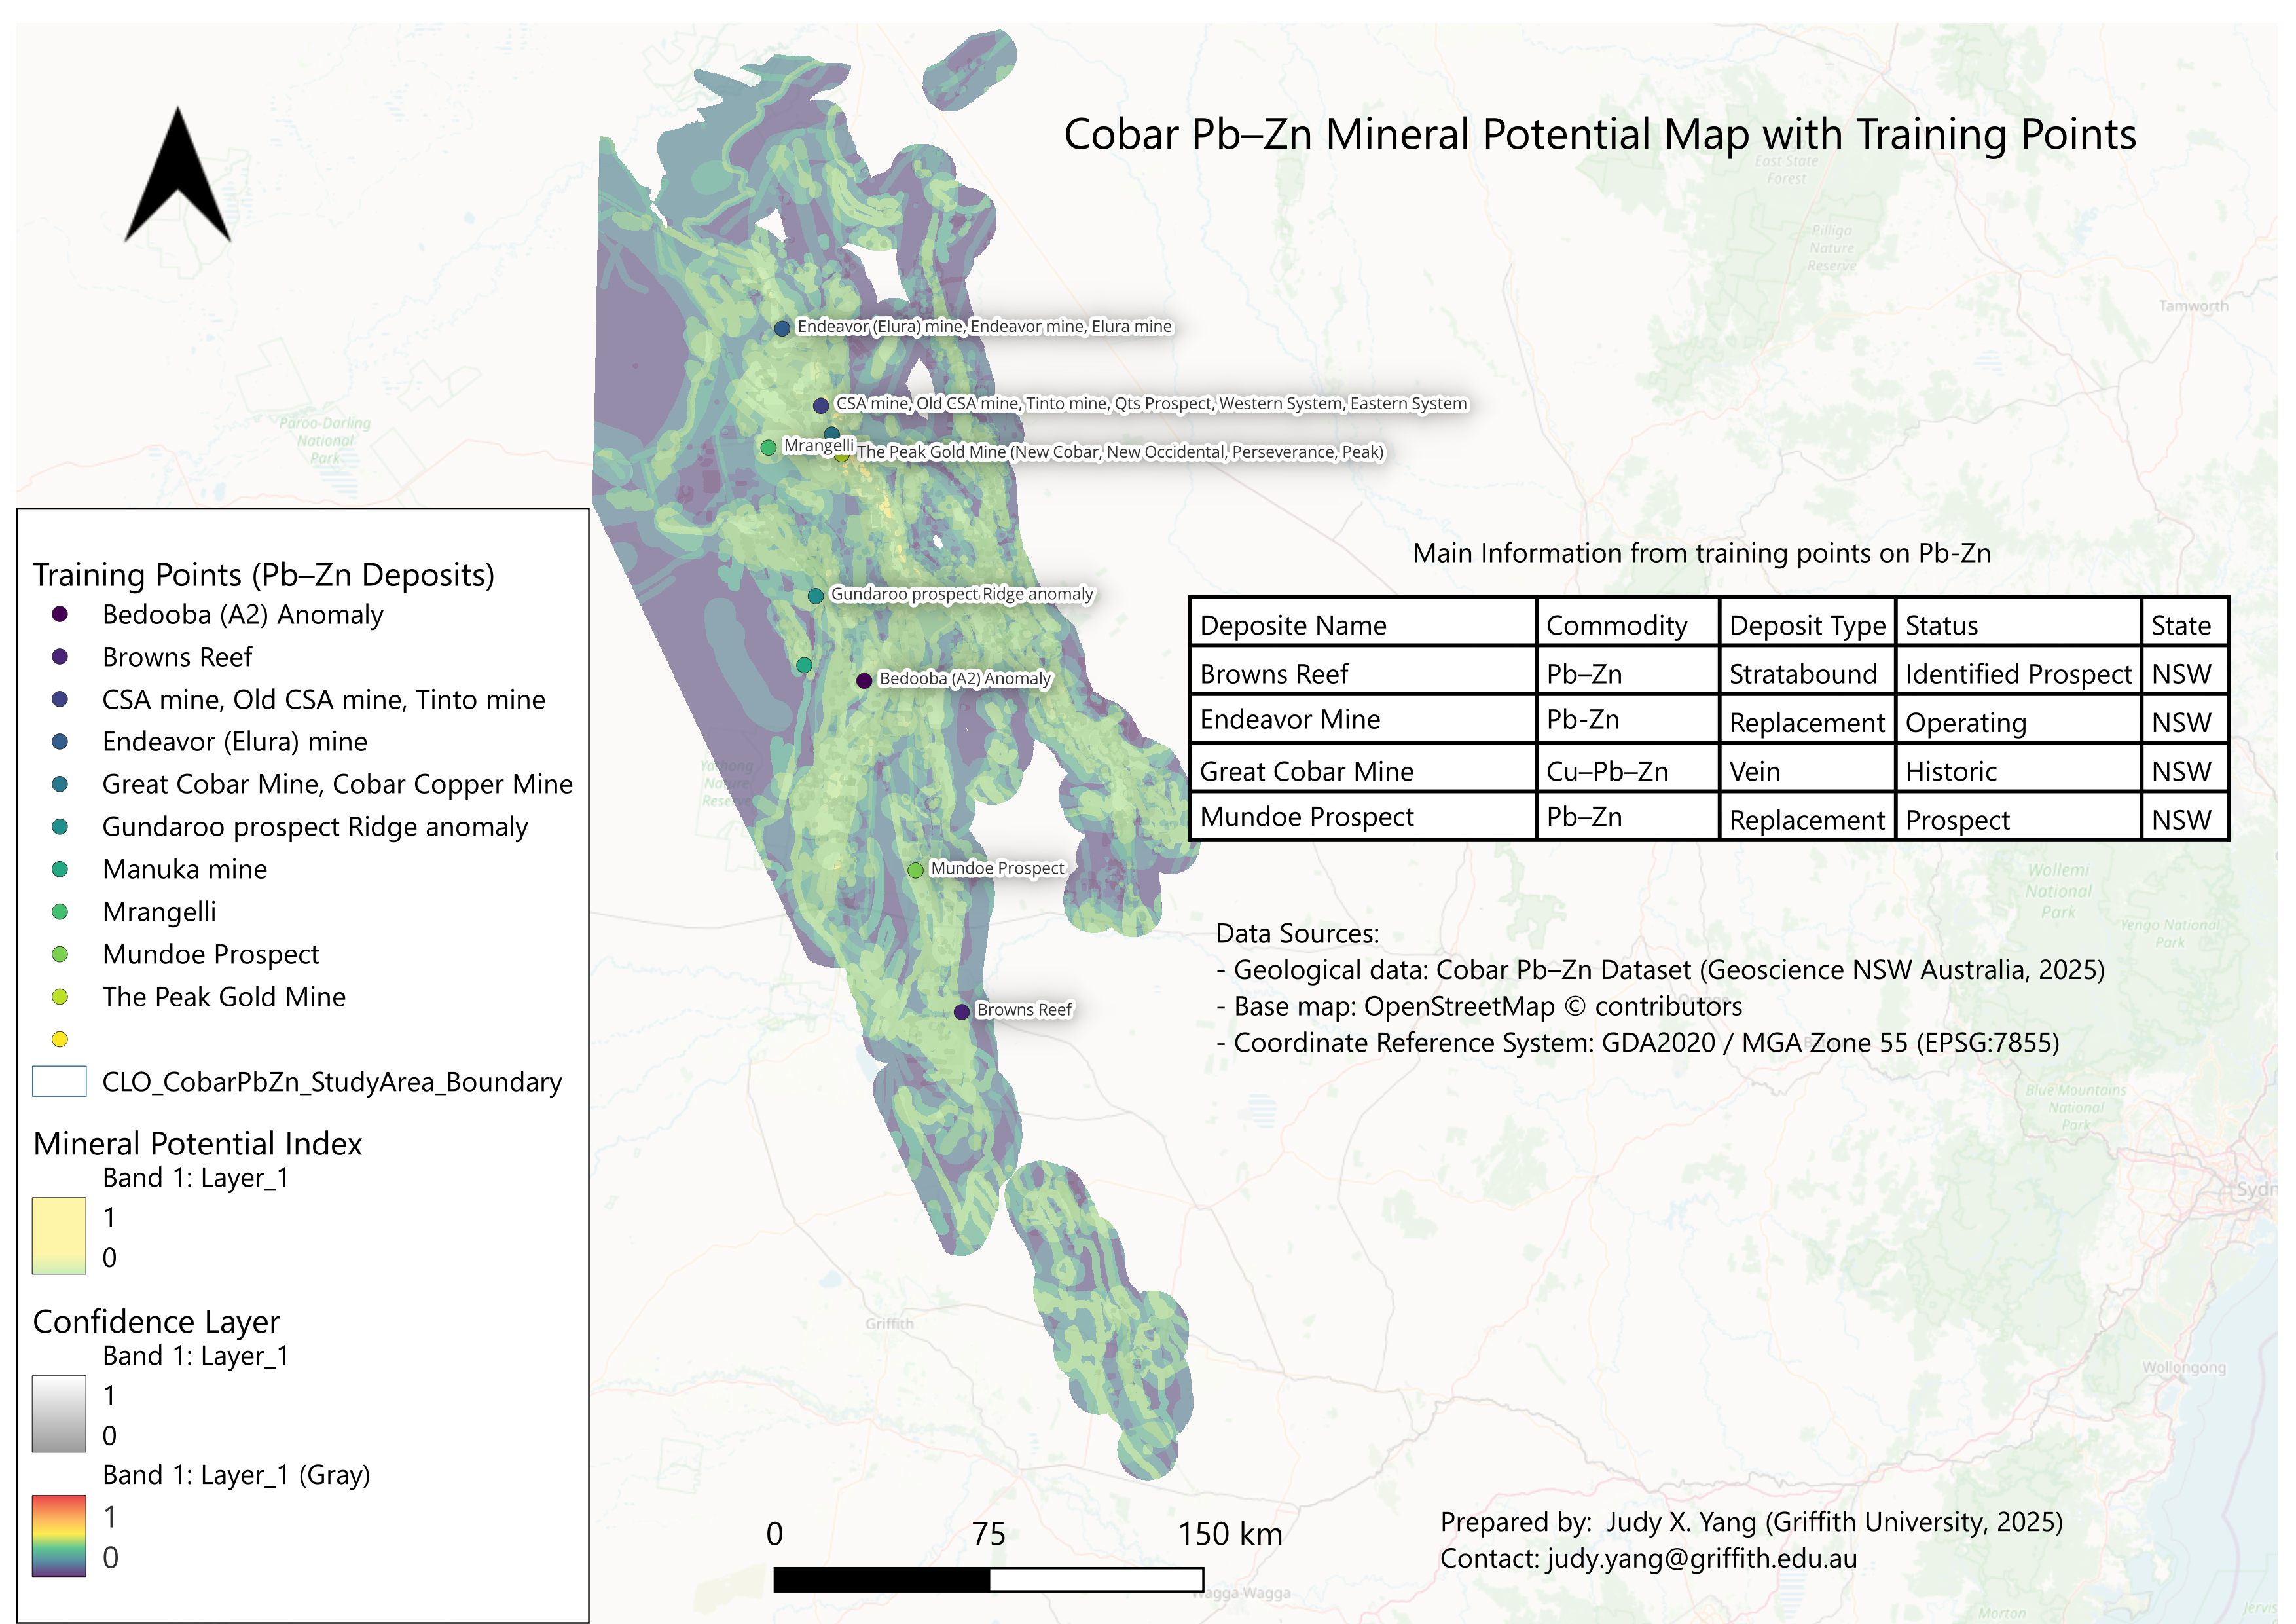 Cobar Pb–Zn Mineral Potential Map with Training Points
East State
Forest
Pilliga
Nature
Reserve
Tamworth
Paroo-Darling
National
Park
Endeavor (Elura) mine, Endeavor mine, Elura mine
CSA mine, Old CSA mine, Tinto mine, Qts Prospect, Western System, Eastern System
Mrangelli
The Peak Gold Mine (New Cobar, New Occidental, Perseverance, Peak)
Gundaroo prospect Ridge anomaly
Bedooba (A2) Anomaly
Mundoe Prospect
Browns Reef
Training Points (Pb–Zn Deposits)
Bedooba (A2) Anomaly
Browns Reef
CSA mine, Old CSA mine, Tinto mine
Endeavor (Elura) mine
Great Cobar Mine, Cobar Copper Mine
Gundaroo prospect Ridge anomaly
Manuka mine
Mrangelli
Mundoe Prospect
The Peak Gold Mine
CLO_CobarPbZn_StudyArea_Boundary
Mineral Potential Index
Band 1: Layer_1
1
0
Confidence Layer
Band 1: Layer_1
1
0
Band 1: Layer_1 (Gray)
1
0
Main Information from training points on Pb-Zn
Deposite Name Commodity Deposit Type Status State
Browns Reef Pb–Zn Stratabound Identified Prospect NSW
Endeavor Mine Pb-Zn Replacement Operating NSW
Great Cobar Mine Cu–Pb–Zn Vein Historic NSW
Mundoe Prospect Pb–Zn Replacement Prospect NSW
Data Sources:
- Geological data: Cobar Pb–Zn Dataset (Geoscience NSW Australia, 2025)
- Base map: OpenStreetMap © contributors
- Coordinate Reference System: GDA2020 / MGA Zone 55 (EPSG:7855)
Wollemi
National
Park
Yengo National
Park
Blue Mountains
National
Park
Sydn
Wollongong
Griffith
Wagga Wagga
Morton
Jervis
0 75 150 km
Prepared by: Judy X. Yang (Griffith University, 2025)
Contact: judy.yang@griffith.edu.au